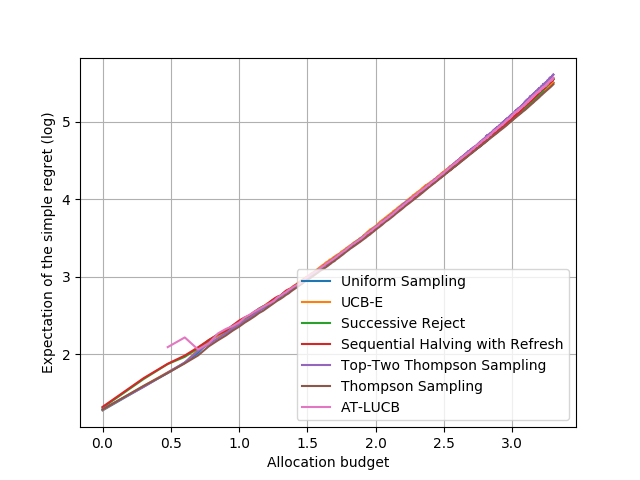 5
4
3
2
Expectation of the simple regret (log)
Uniform Sampling
UCB-E
Successive Reject
Sequential Halving with Refresh
Top-Two Thompson Sampling
Thompson Sampling
AT-LUCB
0.0 0.5 1.0 1.5 2.0 2.5 3.0
Allocation budget